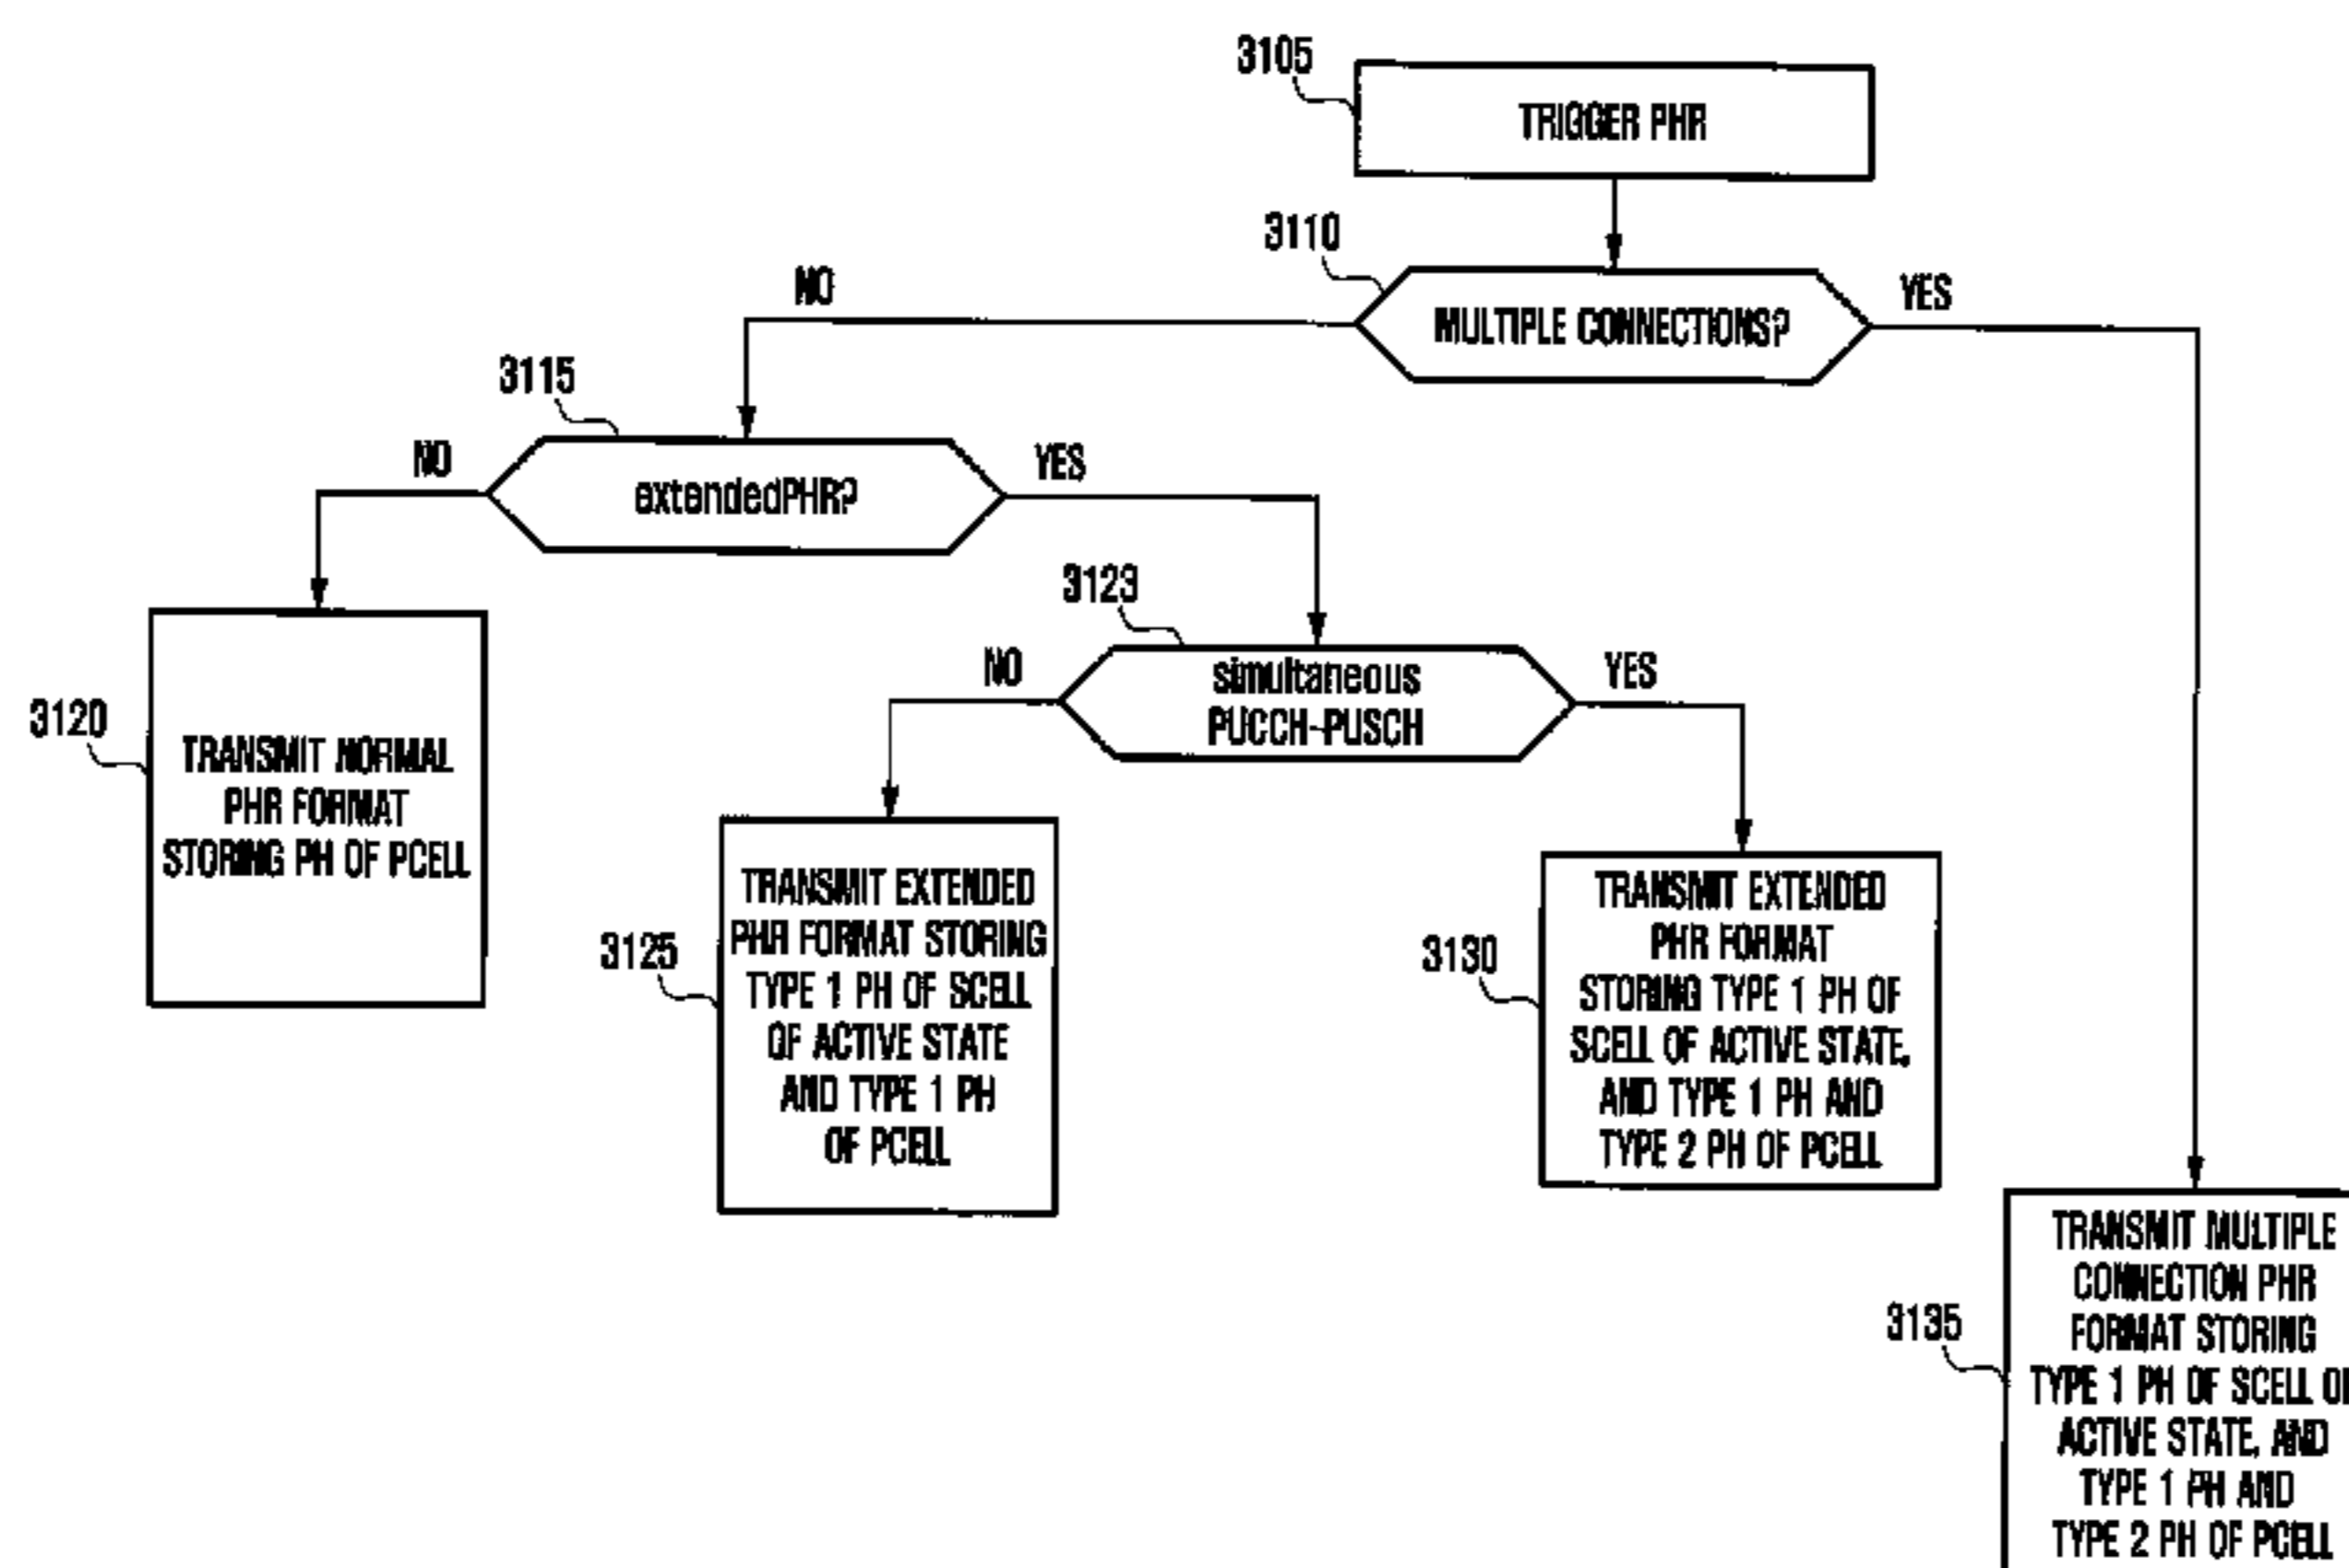 3105
TRIGGER PHR
3110
NO
MULTIPLE CONNECTIONS?
YES
3115
NO
extendedPHR?
YES
3123
NO
simultaneous
PUCCH-PUSCH
YES
3120
TRANSMIT NORMAL
PHR FORMAT
STORING PH OF PCELL
3125
TRANSMIT EXTENDED
PHR FORMAT STORING
TYPE 1 PH OF SCELL
OF ACTIVE STATE
AND TYPE 1 PH
OF PCELL
3130
TRANSMIT EXTENDED
PHR FORMAT
STORING TYPE 1 PH OF
SCELL OF ACTIVE STATE,
AND TYPE 1 PH AND
TYPE 2 PH OF PCELL
3135
TRANSMIT MULTIPLE
CONNECTION PHR
FORMAT STORING
TYPE 1 PH OF SCELL OF
ACTIVE STATE, AND
TYPE 1 PH AND
TYPE 2 PH OF PCELL